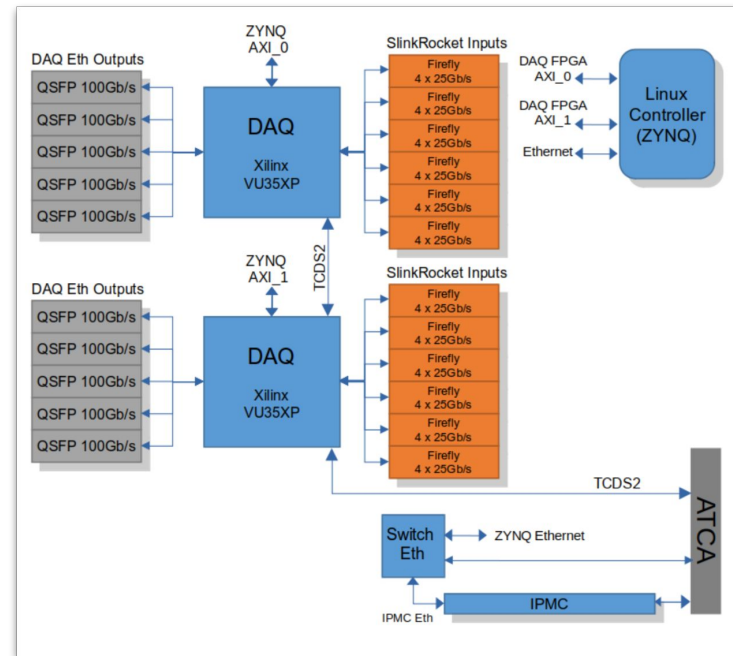 ZYNQ
AXI_0
DAQ Eth Outputs
QSFP 100Gb/s
QSFP 100Gb/s
QSFP 100Gb/s
QSFP 100Gb/s
QSFP 100Gb/s
DAQ
Xilinx
VU35XP
SlinkRocket Inputs
Firefly
4 x 25Gb/s
Firefly
4 x 25Gb/s
Firefly
4 x 25Gb/s
Firefly
4 x 25Gb/s
Firefly
4 x 25Gb/s
Firefly
4 x 25Gb/s
DAQ FPGA
AXI_0
DAQ FPGA
AXI_1
Ethernet
Linux
Controller
(ZYNQ)
TCDS2
ZYNQ
AXI_1
DAQ Eth Outputs
QSFP 100Gb/s
QSFP 100Gb/s
QSFP 100Gb/s
QSFP 100Gb/s
QSFP 100Gb/s
DAQ
Xilinx
VU35XP
SlinkRocket Inputs
Firefly
4 x 25Gb/s
Firefly
4 x 25Gb/s
Firefly
4 x 25Gb/s
Firefly
4 x 25Gb/s
Firefly
4 x 25Gb/s
Firefly
4 x 25Gb/s
TCDS2
ATCA
Switch
Eth
ZYNQ Ethernet
IPMC Eth
IPMC